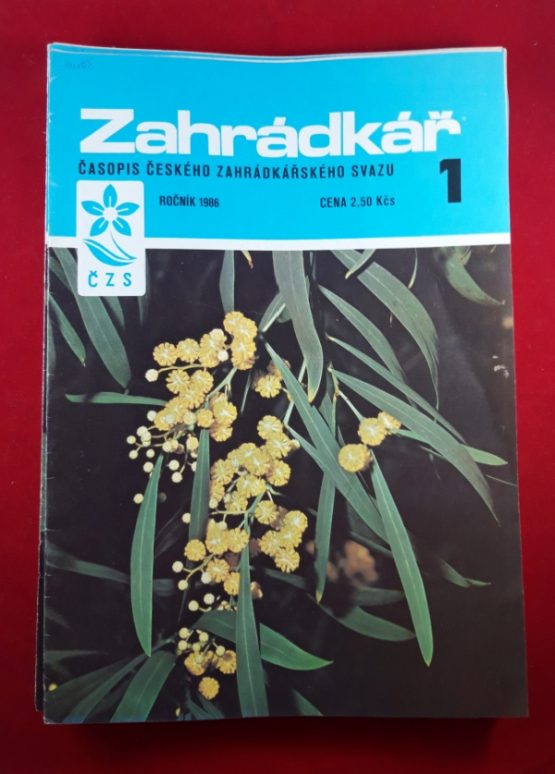 Zahrádkář
ČASOPIS ČESKÉHO ZAHRÁDKÁŘSKÉHO SVAZU
1
ROČNÍK 1986
CENA 2,50 Kčs
ČZS